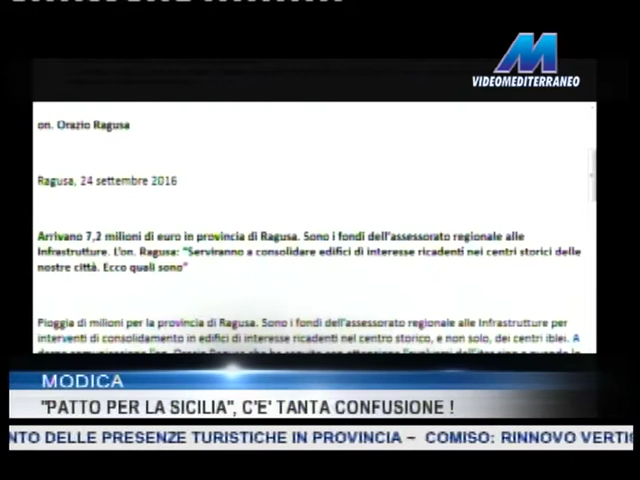 VIDEOMEDITERRANEO
on. Orazio Ragusa
Ragusa, 24 settembre 2016
Arrivano 7,2 milioni di euro in provincia di Ragusa. Sono i fondi dell'assessorato regionale alle
Infrastrutture. L'on. Ragusa: "Serviranno a consolidare edifici di interesse ricadenti nei centri storici delle
nostre città. Ecco quali sono"
Pioggia di milioni per la provincia di Ragusa. Sono i fondi dell'assessorato regionale alle Infrastrutture per
interventi di consolidamento in edifici di interesse ricadenti nel centro storico, e non solo, dei centri iblei. A
MODICA
"PATTO PER LA SICILIA", C'E' TANTA CONFUSIONE !
NTO DELLE PRESENZE TURISTICHE IN PROVINCIA – COMISO: RINNOVO VERTIC